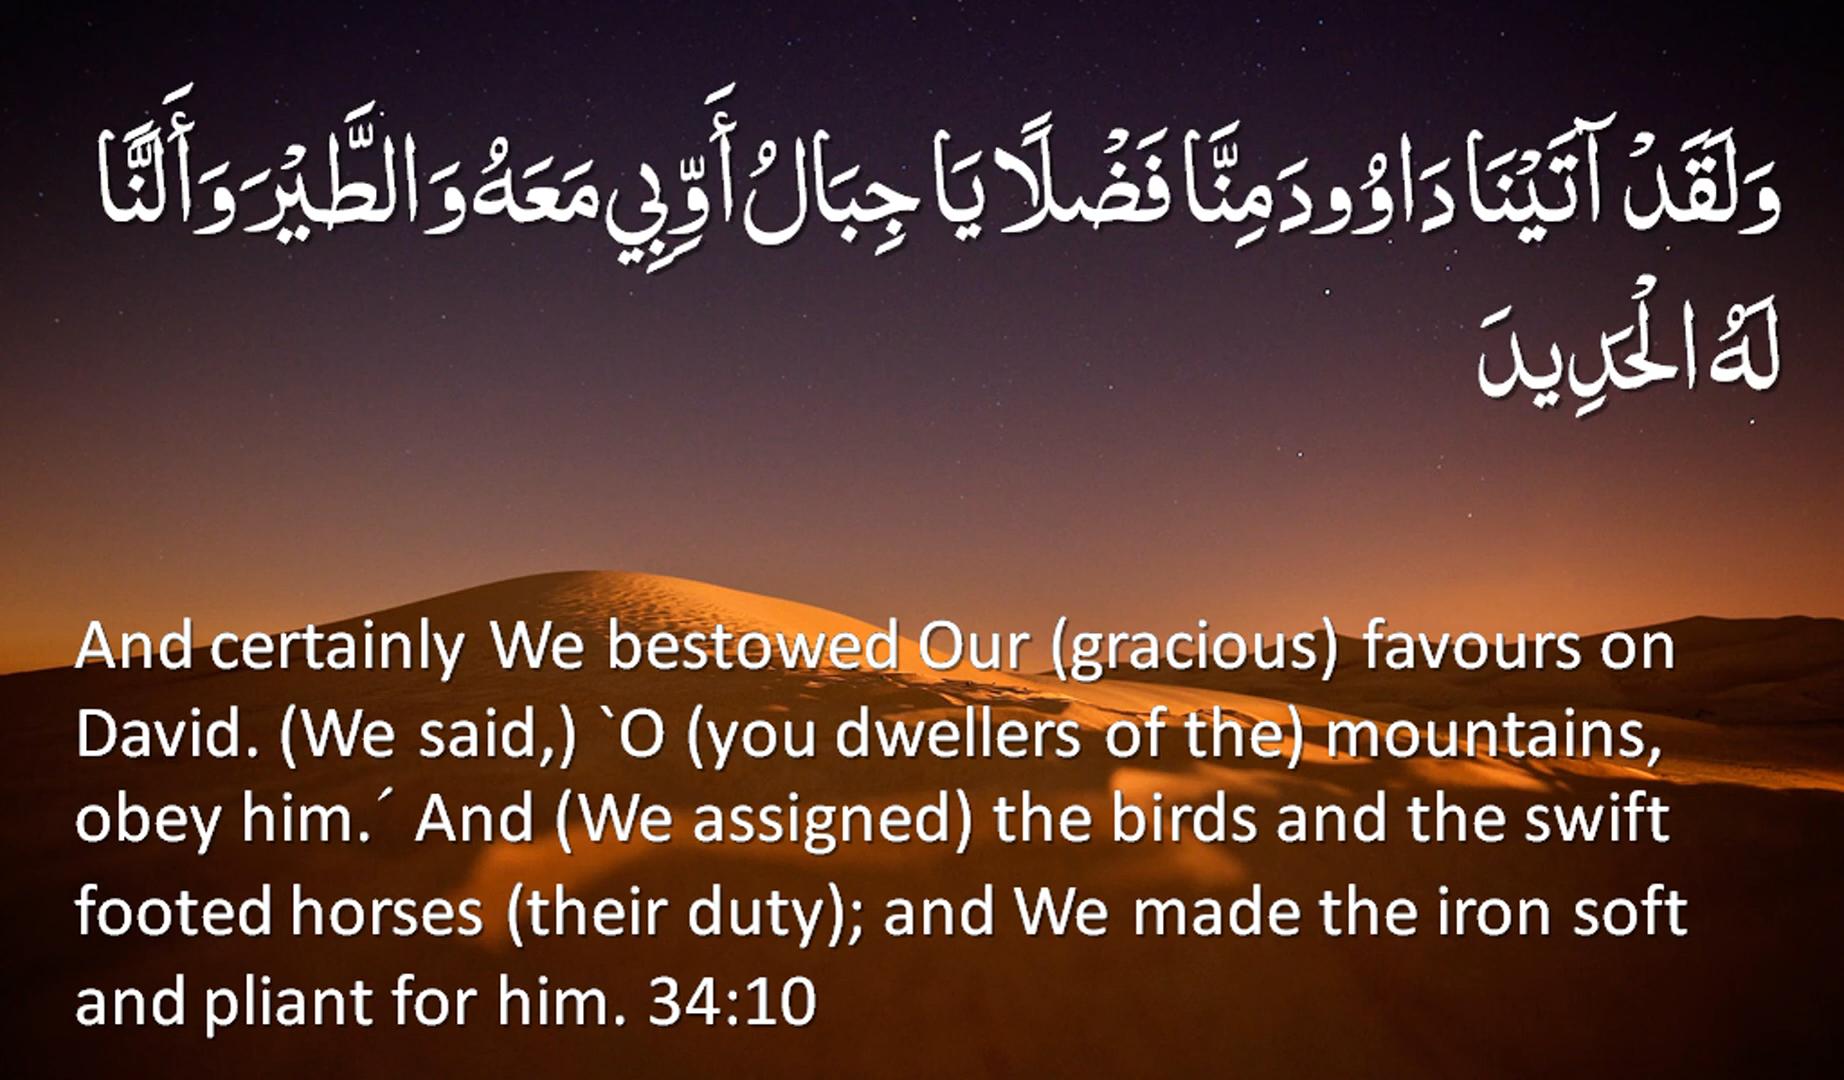 وَلَقَدْ آتَيْنَا دَاوُودَ مِنَّا فَضْلًا يَا جِبَالُ أَوِّبِي مَعَهُ وَالطَّيْرَ وَأَلَنَّا
لَهُ الْحَدِيدَ
And certainly We bestowed Our (gracious) favours on
David. (We said,) `O (you dwellers of the) mountains,
obey him.´ And (We assigned) the birds and the swift
footed horses (their duty); and We made the iron soft
and pliant for him. 34:10